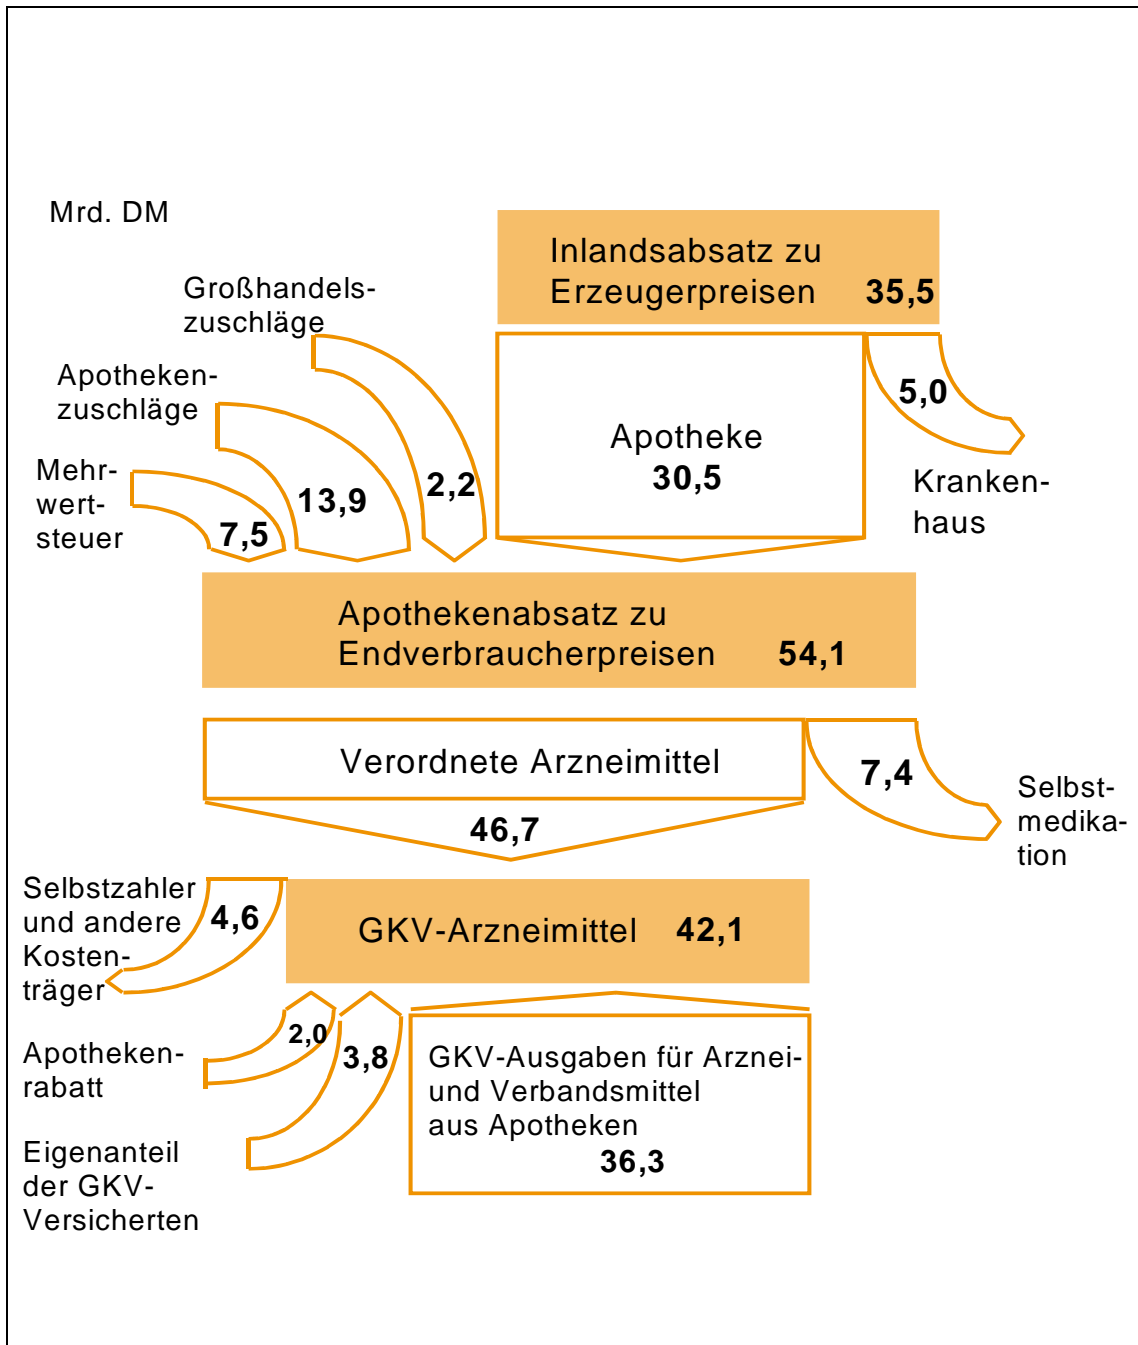 Mrd. DM
Inlandsabsatz zu
Erzeugerpreisen 35,5
Großhandels-
zuschläge
Apotheken-
zuschläge
Mehr-
wert-
steuer
7,5
13,9
2,2
Apotheke
30,5
5,0
Kranken-
haus
Apothekenabsatz zu
Endverbraucherpreisen 54,1
Verordnete Arzneimittel
46,7
7,4
Selbst-
medika-
tion
Selbstzahler
und andere
Kosten-
träger
4,6
GKV-Arzneimittel 42,1
Apotheken-
rabatt
2,0
3,8
Eigenanteil
der GKV-
Versicherten
GKV-Ausgaben für Arznei-
und Verbandsmittel
aus Apotheken
36,3